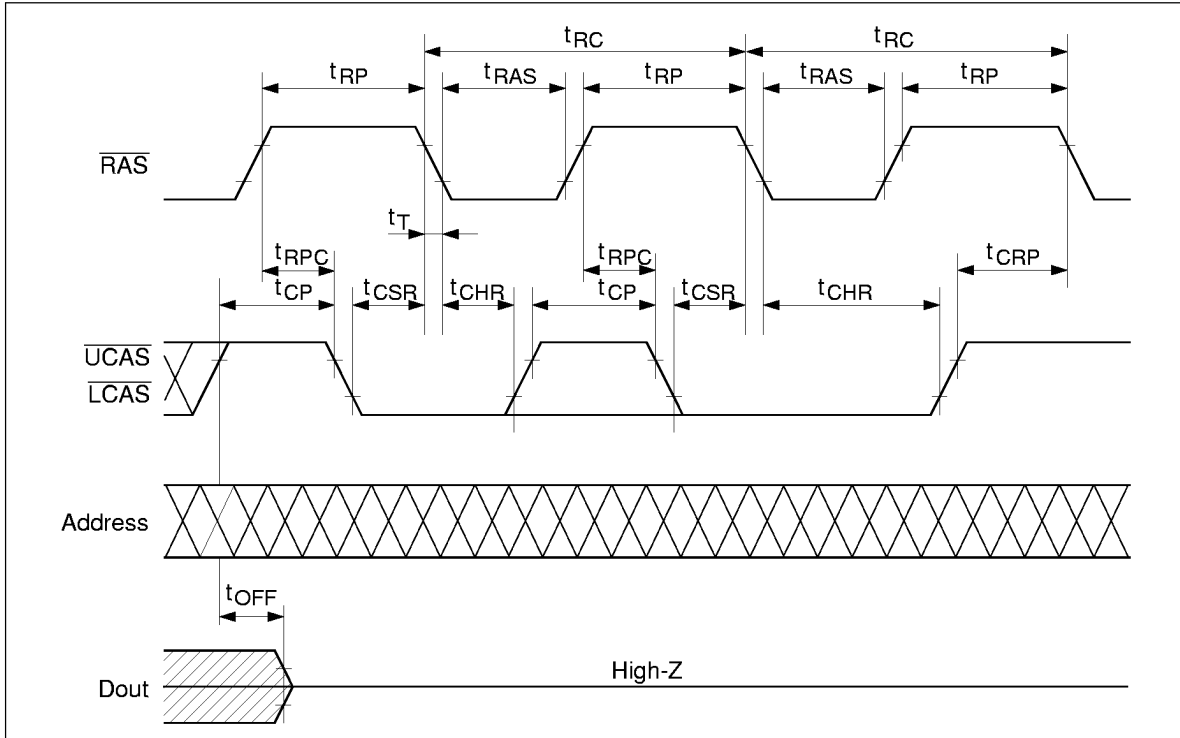 tRC tRC
tRP tRAS tRP tRAS tRP
RAS
tT
tRPC tRPC tCRP
tCP tCSR tCHR tCP tCSR tCHR
UCAS
LCAS
Address
tOFF
High-Z
Dout